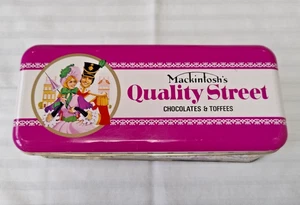 Mackintosh's
Quality Street
CHOCOLATES & TOFFEES